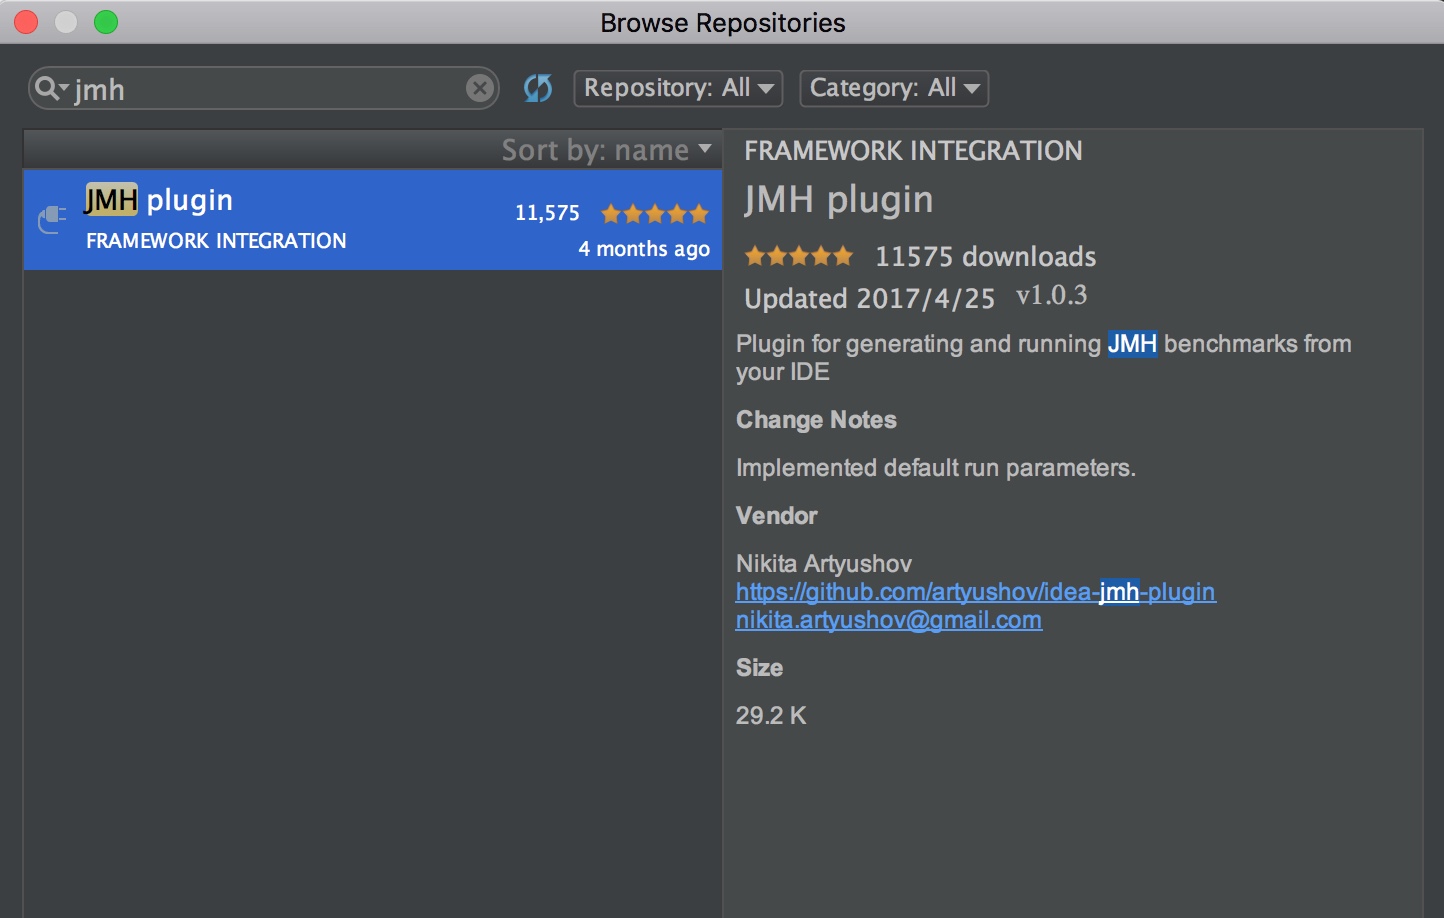 Browse Repositories
jmh
Repository: All
Category: All
Sort by: name
JMH plugin
11,575
FRAMEWORK INTEGRATION
4 months ago
FRAMEWORK INTEGRATION
JMH plugin
11575 downloads
Updated 2017/4/25 v1.0.3
Plugin for generating and running JMH benchmarks from
your IDE
Change Notes
Implemented default run parameters.
Vendor
Nikita Artyushov
https://github.com/artyushov/idea-jmh-plugin
nikita.artyushov@gmail.com
Size
29.2 K